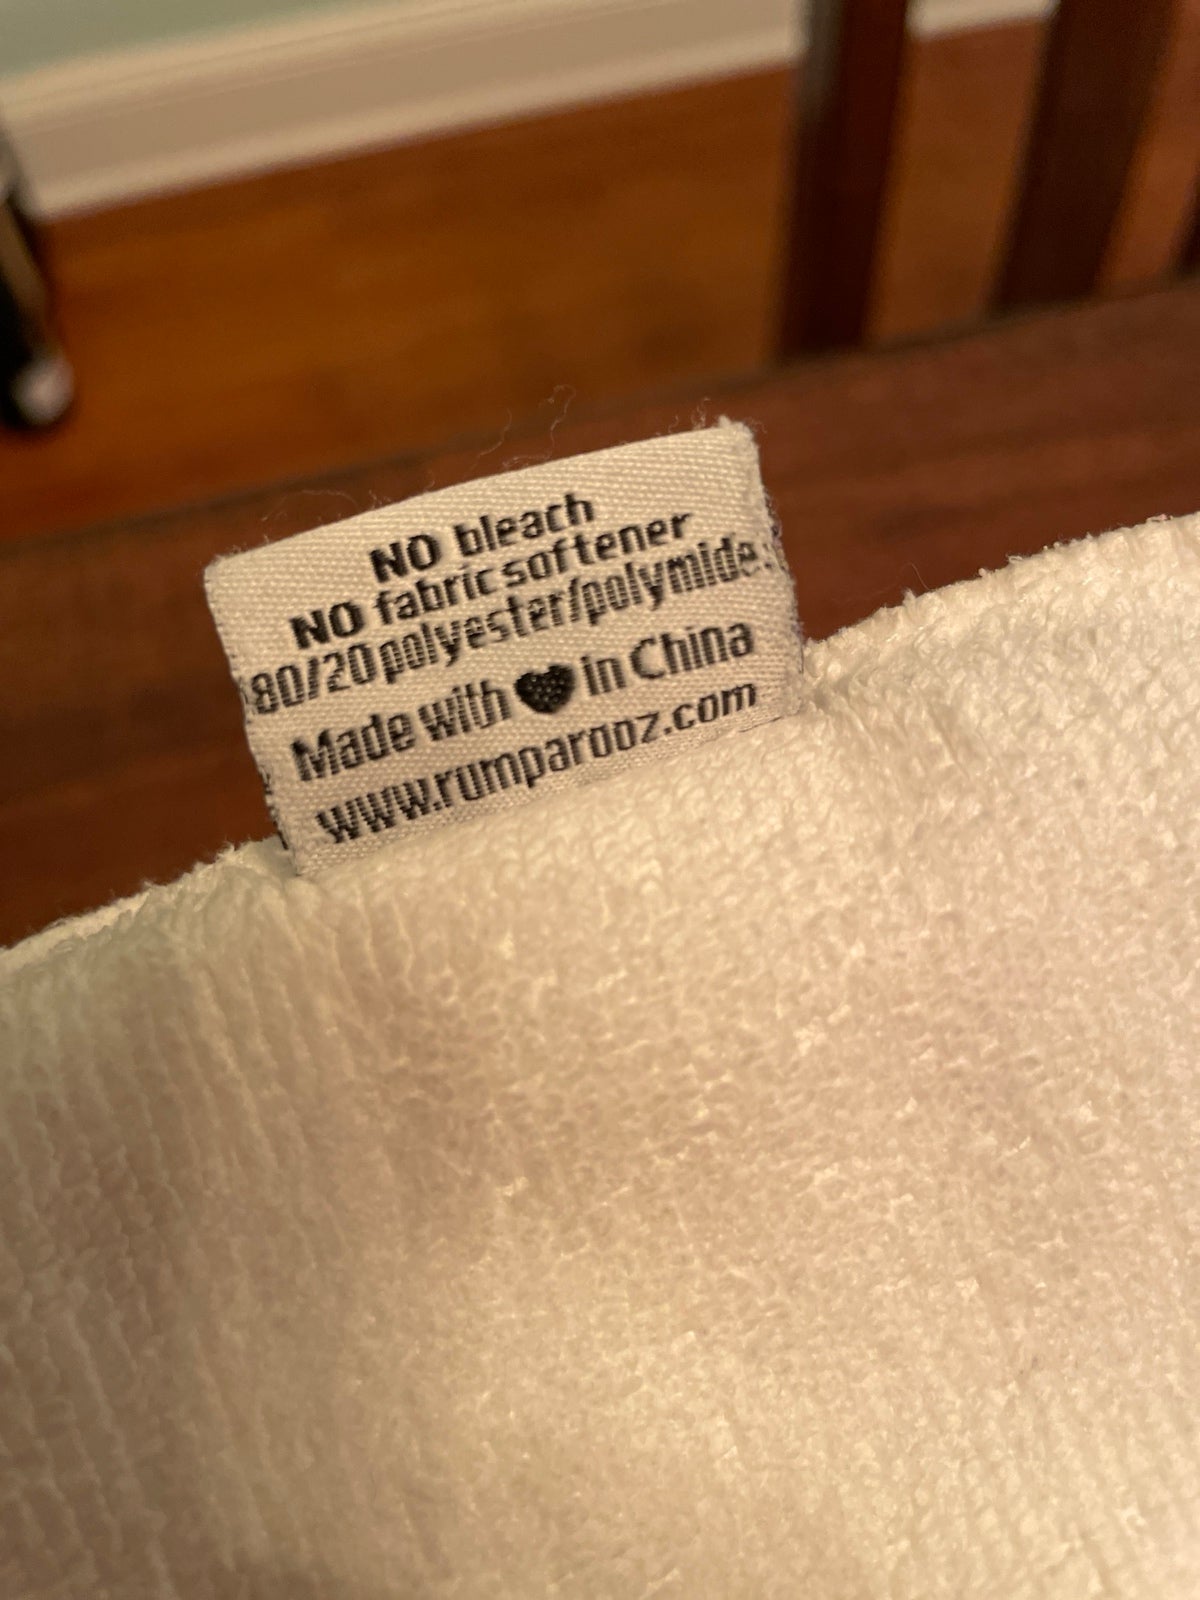 NO bleach
NO fabric softener
80/20 polyester/polymide
Made with ♥ in China
www.rumparooz.com